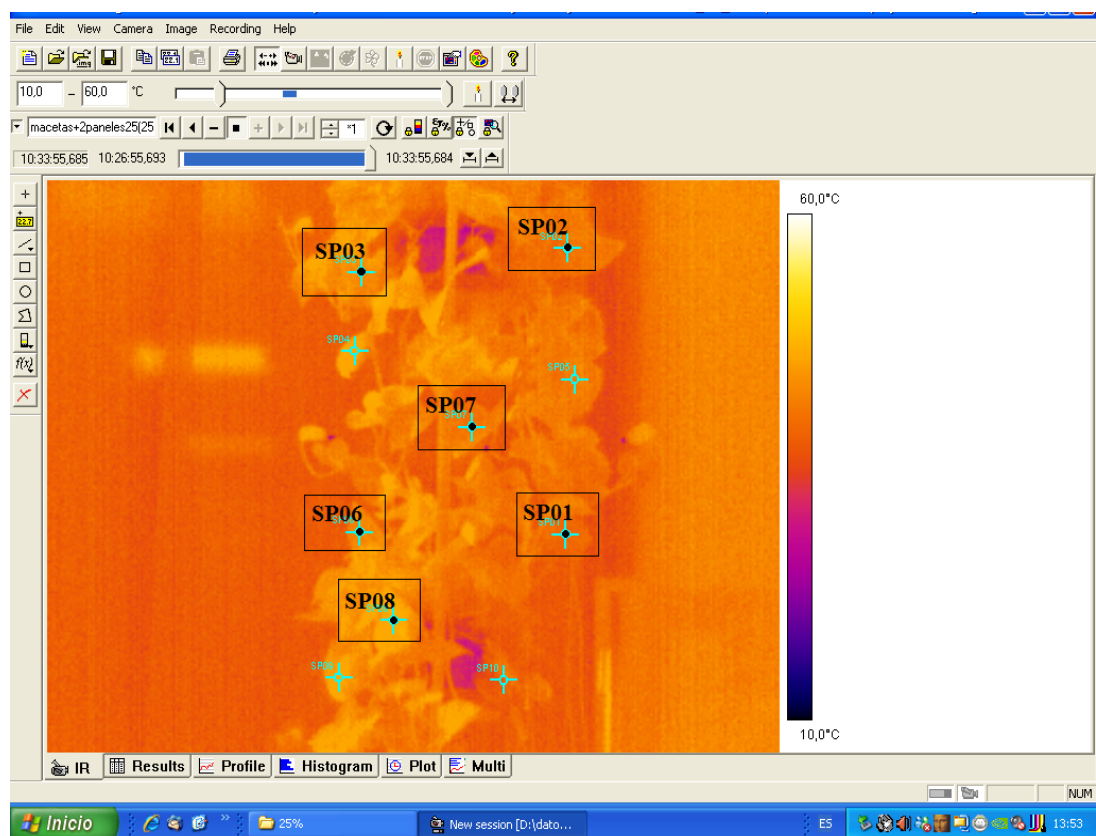 File Edit View Camera Image Recording Help
10,0 – 60,0 °C
macetas+2paneles25(25 *1
10:33:55,685 10:26:55,693 10:33:55,684
60,0°C
SP02
SP03
SP04
SP05
SP07
SP07
SP06
SP01
SP01
SP08
SP09
SP10
10,0°C
IR Results Profile Histogram Plot Multi
NUM
Inicio » 25% New session [D:\dato... ES 13:53